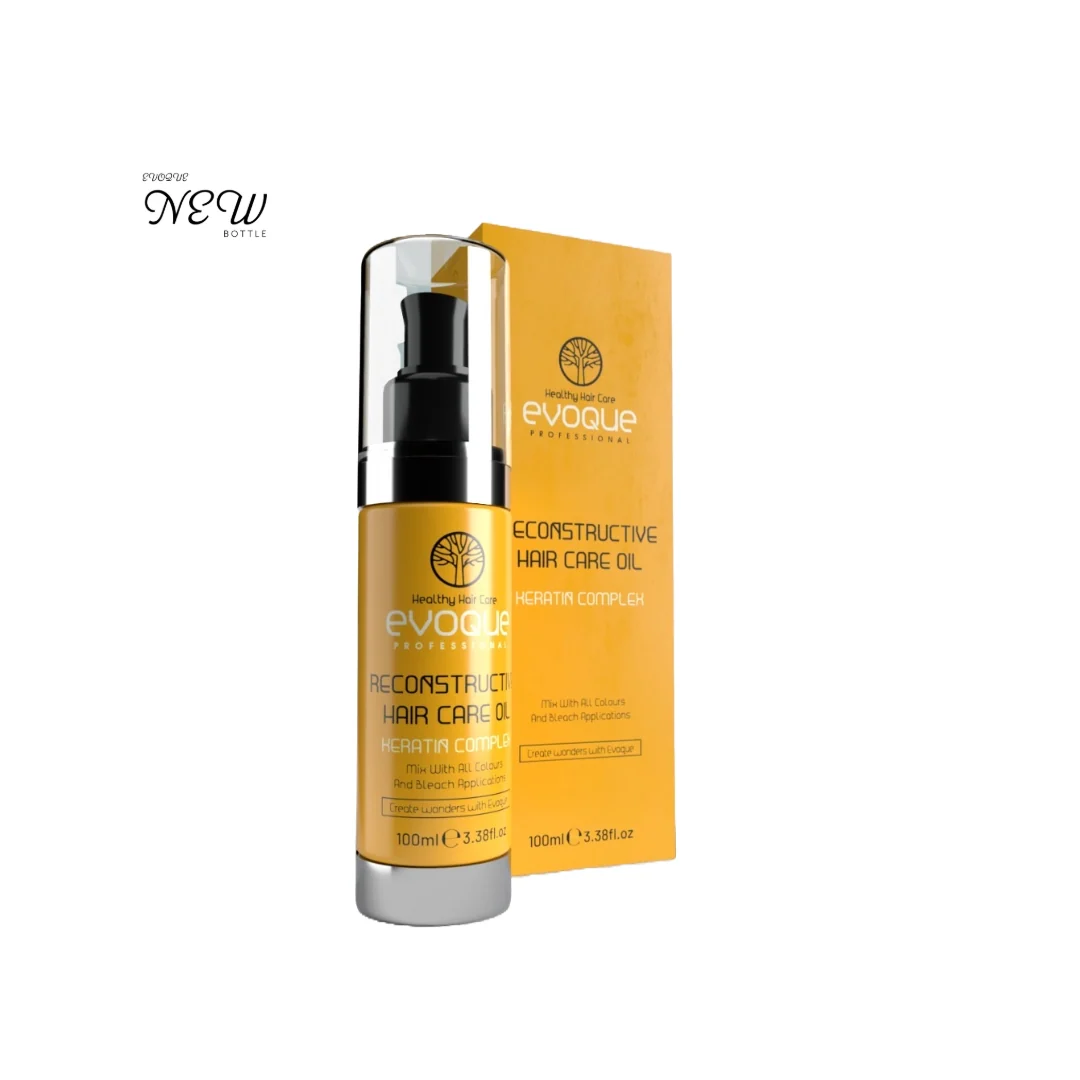 EVOQUE
NEW
BOTTLE
Healthy Hair Care
evoque
PROFESSIONAL
RECONSTRUCTIV
HAIR CARE OIL
KERATIN COMPLEX
Mix With All Colours
And Bleach Applications
Create wonders with Evoque
100ml e 3.38fl.oz
Healthy Hair Care
evoque
PROFESSIONAL
ECONSTRUCTIVE
HAIR CARE OIL
KERATIN COMPLEX
Mix With All Colours
And Bleach Applications
Create wonders with Evoque
100ml e 3.38fl.oz